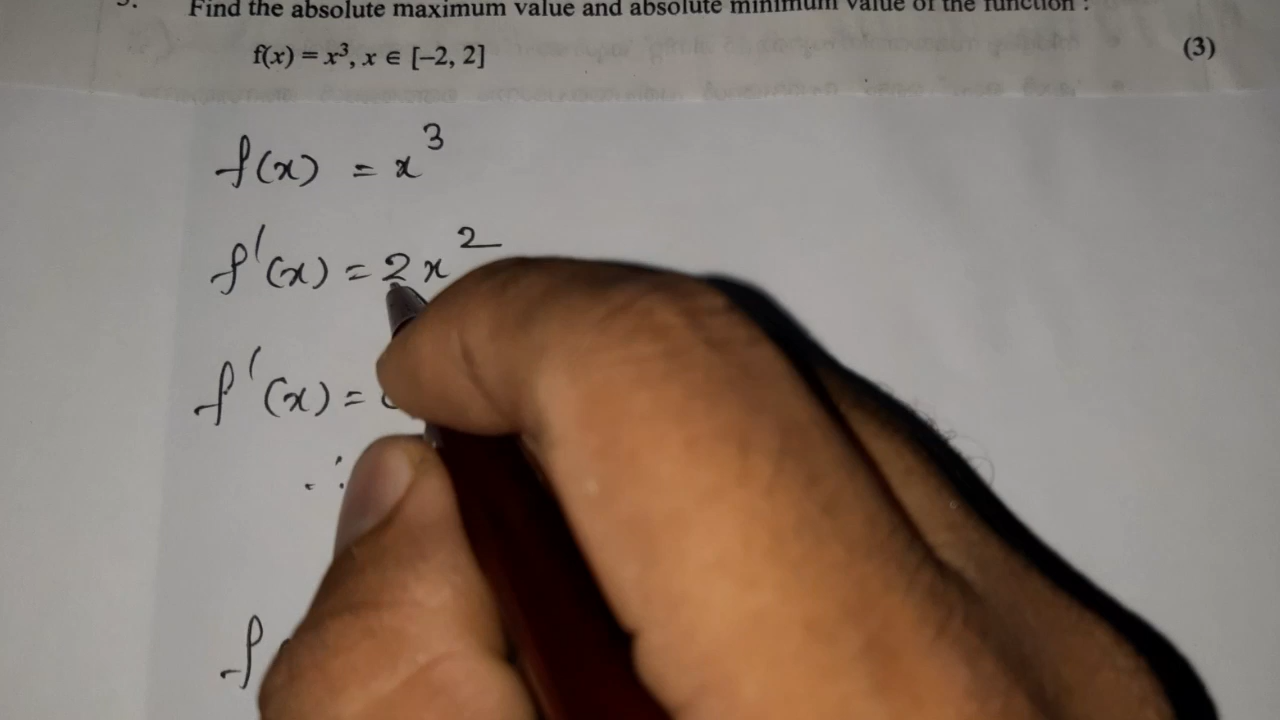 Find the absolute maximum value and absolute minimum value of the function :
f(x) = x³, x ∈ [–2, 2] (3)
f(x) = x³
f'(x) = 2x²
f'(x) =
∴
f